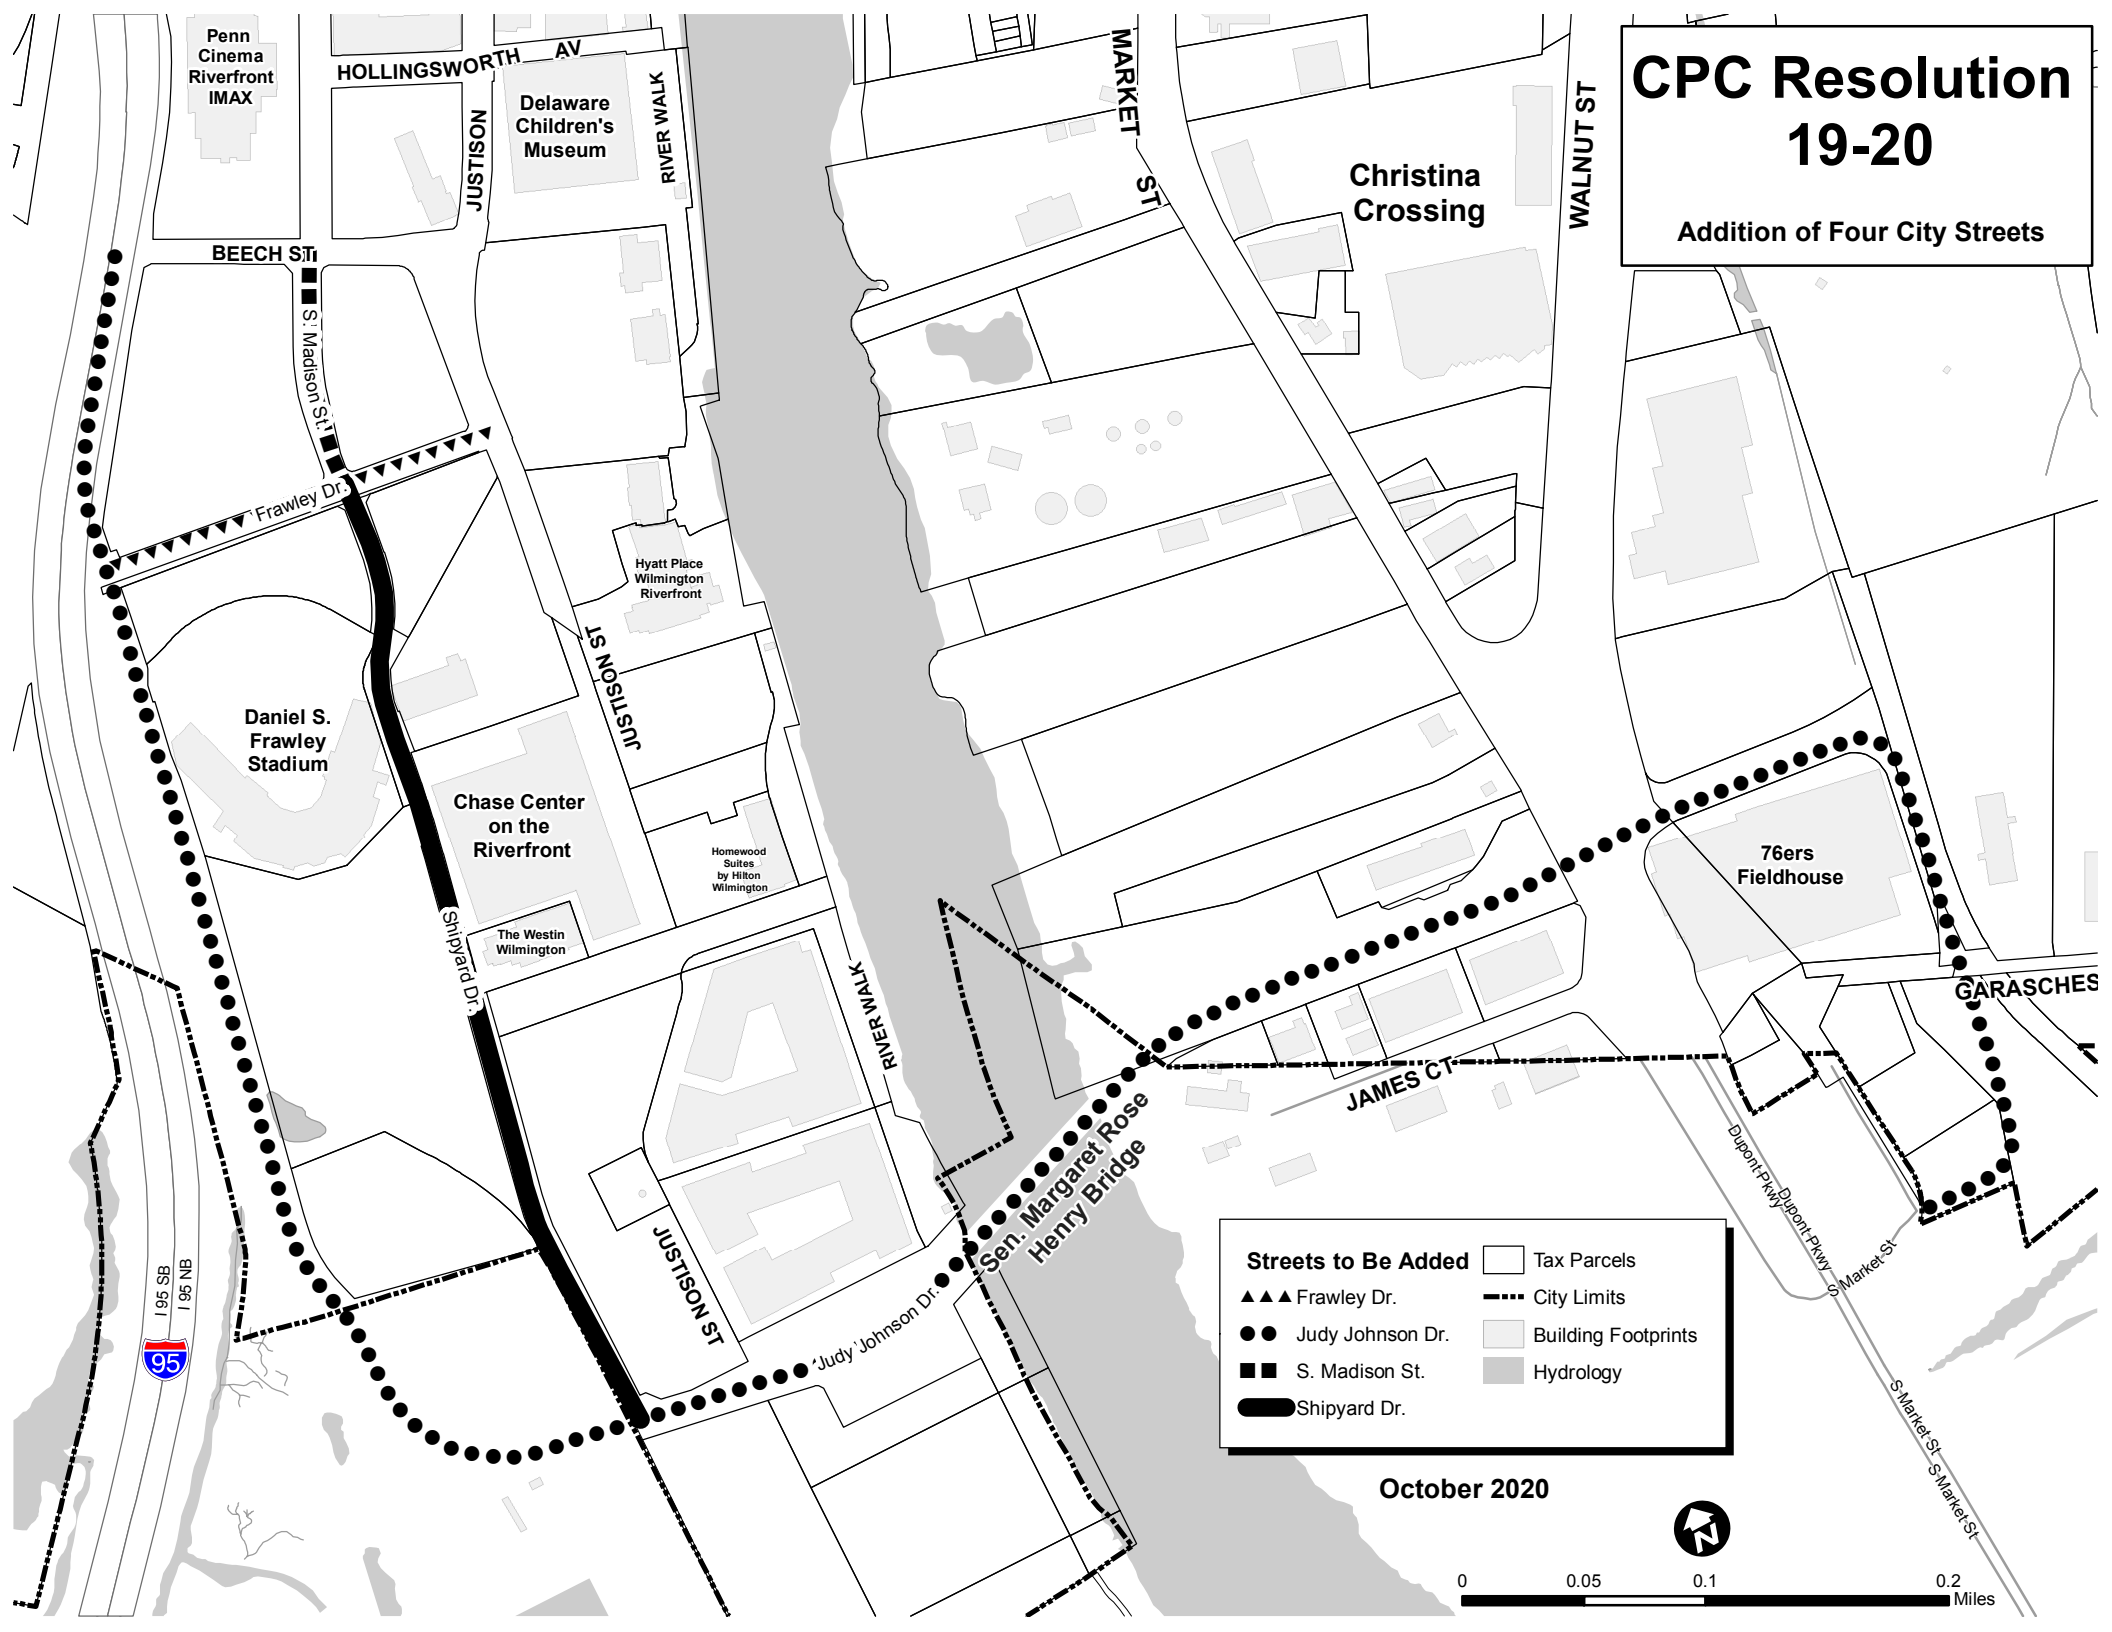 CPC Resolution
19-20
Addition of Four City Streets
Penn
Cinema
Riverfront
IMAX
HOLLINGSWORTH AV
Delaware
Children's
Museum
JUSTISON
RIVER WALK
MARKET ST
Christina
Crossing
WALNUT ST
BEECH ST
S. Madison St.
Frawley Dr.
Hyatt Place
Wilmington
Riverfront
JUSTISON ST
Daniel S.
Frawley
Stadium
Chase Center
on the
Riverfront
Homewood
Suites
by Hilton
Wilmington
The Westin
Wilmington
Shipyard Dr.
RIVER WALK
76ers
Fieldhouse
GARASCHES
JAMES CT
Sen. Margaret Rose
Henry Bridge
JUSTISON ST
Judy Johnson Dr.
Dupont Pkwy
Dupont Pkwy
S Market St
S Market St
S Market St
I 95 SB
I 95 NB
95
Streets to Be Added
Frawley Dr.
Judy Johnson Dr.
S. Madison St.
Shipyard Dr.
Tax Parcels
City Limits
Building Footprints
Hydrology
October 2020
N
0 0.05 0.1 0.2
Miles